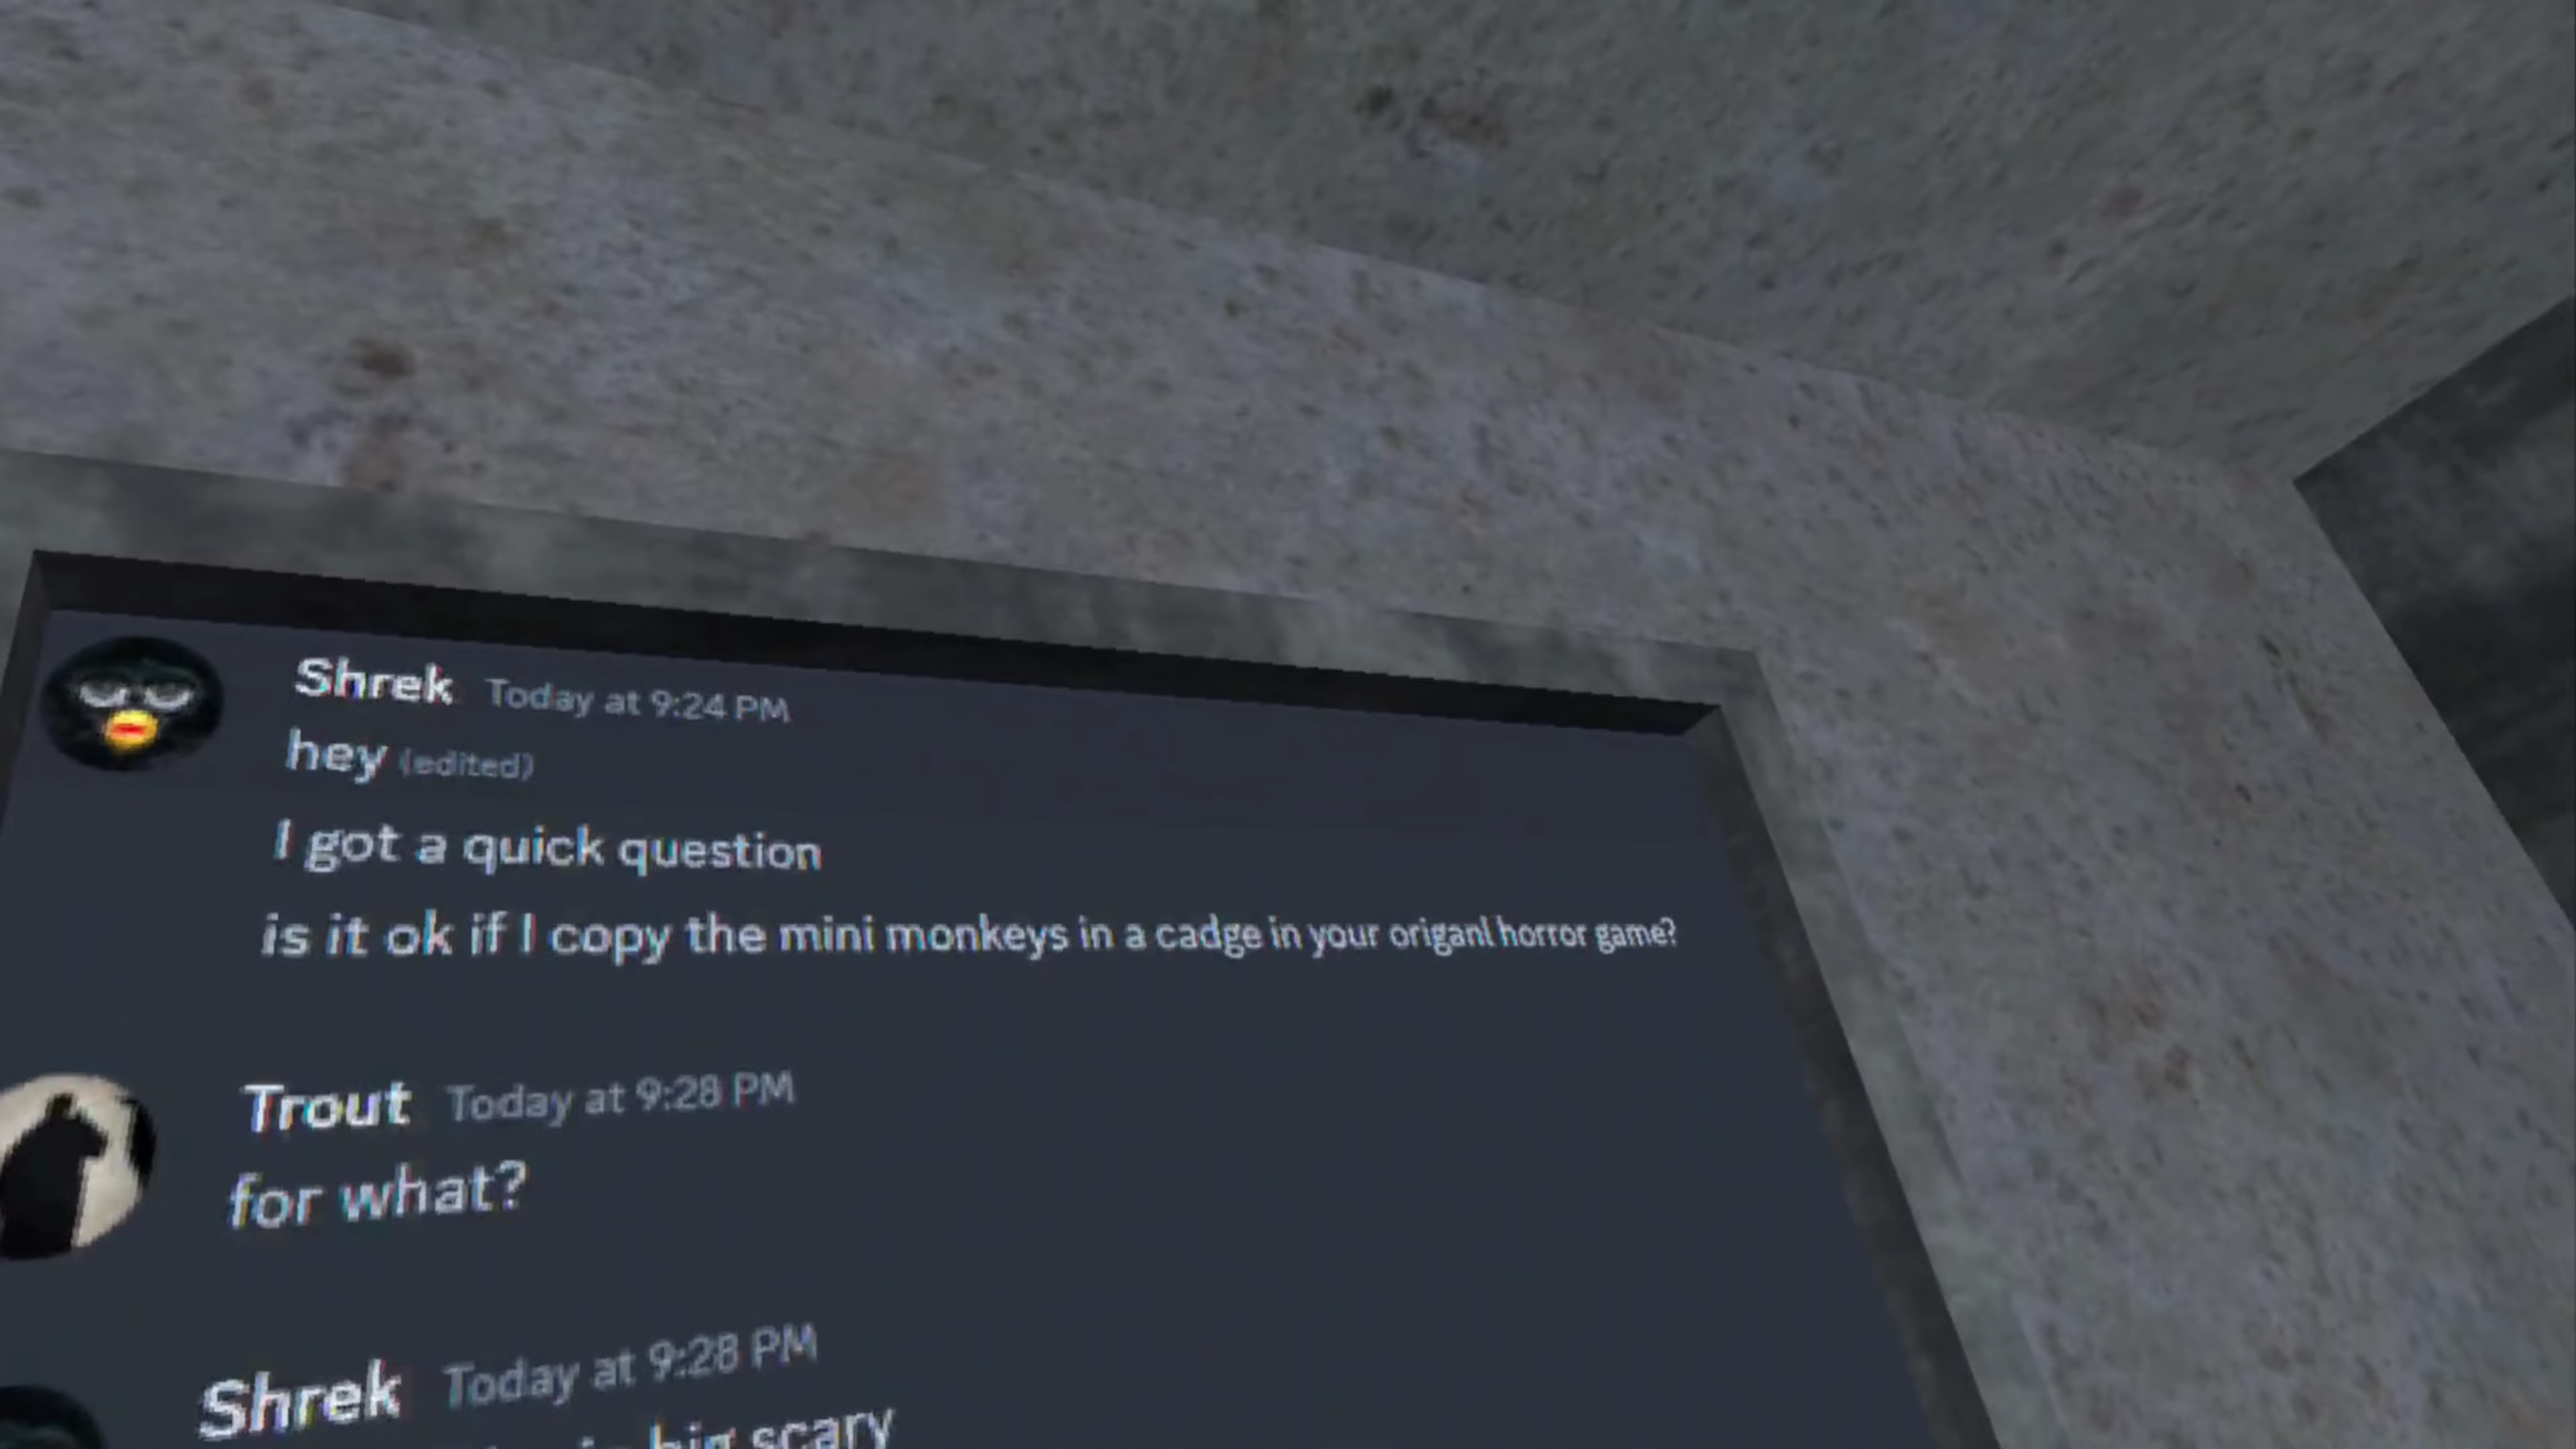 Shrek Today at 9:24 PM
hey (edited)
I got a quick question
is it ok if I copy the mini monkeys in a cadge in your origanl horror game?
Trout Today at 9:28 PM
for what?
Shrek Today at 9:28 PM
big scary